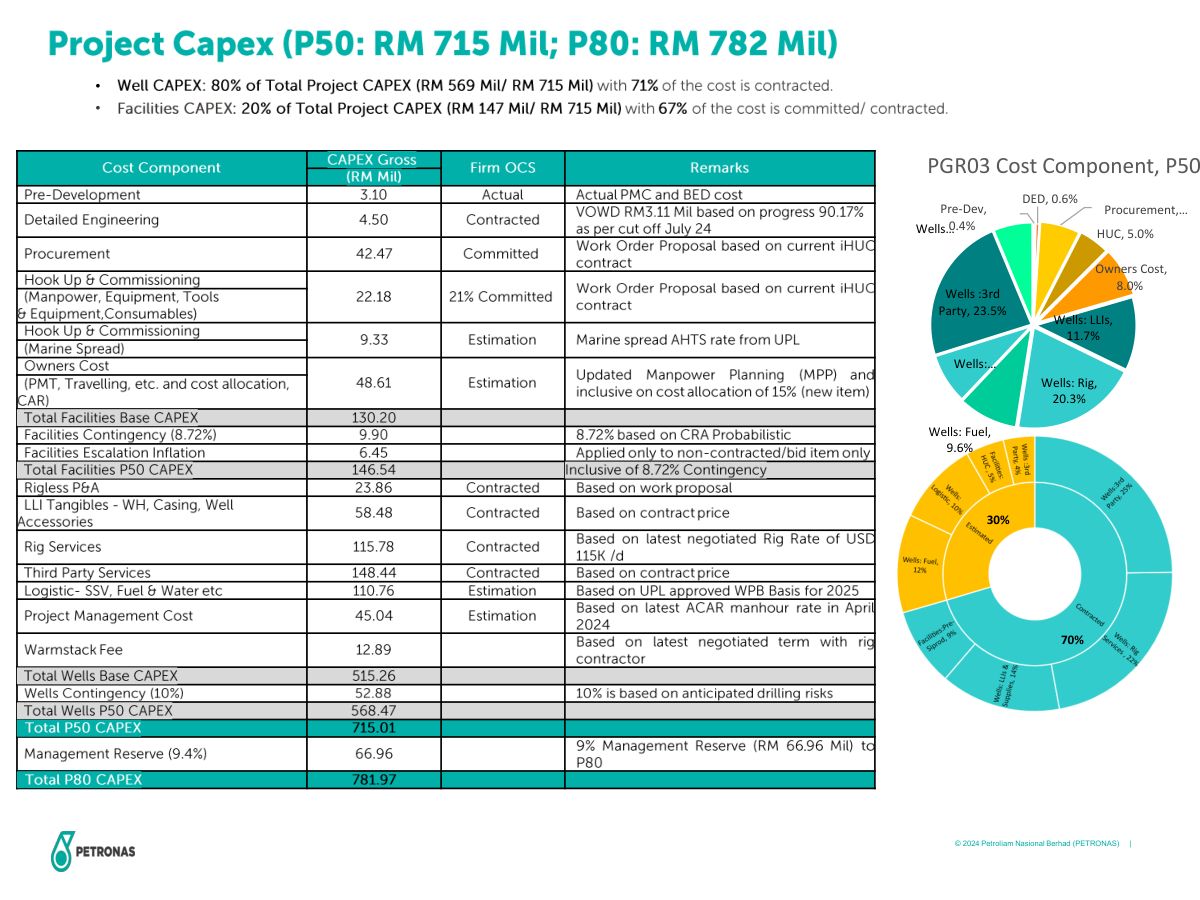 Project Capex (P50: RM 715 Mil; P80: RM 782 Mil)
• Well CAPEX: 80% of Total Project CAPEX (RM 569 Mil/ RM 715 Mil) with 71% of the cost is contracted.
• Facilities CAPEX: 20% of Total Project CAPEX (RM 147 Mil/ RM 715 Mil) with 67% of the cost is committed/ contracted.
Cost Component CAPEX Gross (RM Mil) Firm OCS Remarks
Pre-Development 3.10 Actual Actual PMC and BED cost
Detailed Engineering 4.50 Contracted VOWD RM3.11 Mil based on progress 90.17%
as per cut off July 24
Procurement 42.47 Committed Work Order Proposal based on current iHUC
contract
Hook Up & Commissioning
(Manpower, Equipment, Tools
& Equipment,Consumables) 22.18 21% Committed Work Order Proposal based on current iHUC
contract
Hook Up & Commissioning
(Marine Spread) 9.33 Estimation Marine spread AHTS rate from UPL
Owners Cost
(PMT, Travelling, etc. and cost allocation,
CAR) 48.61 Estimation Updated Manpower Planning (MPP) and
inclusive on cost allocation of 15% (new item)
Total Facilities Base CAPEX 130.20
Facilities Contingency (8.72%) 9.90 8.72% based on CRA Probabilistic
Facilities Escalation Inflation 6.45 Applied only to non-contracted/bid item only
Total Facilities P50 CAPEX 146.54 Inclusive of 8.72% Contingency
Rigless P&A 23.86 Contracted Based on work proposal
LLI Tangibles - WH, Casing, Well
Accessories 58.48 Contracted Based on contract price
Rig Services 115.78 Contracted Based on latest negotiated Rig Rate of USD
115K /d
Third Party Services 148.44 Contracted Based on contract price
Logistic- SSV, Fuel & Water etc 110.76 Estimation Based on UPL approved WPB Basis for 2025
Project Management Cost 45.04 Estimation Based on latest ACAR manhour rate in April
2024
Warmstack Fee 12.89 Based on latest negotiated term with rig
contractor
Total Wells Base CAPEX 515.26
Wells Contingency (10%) 52.88 10% is based on anticipated drilling risks
Total Wells P50 CAPEX 568.47
Total P50 CAPEX 715.01
Management Reserve (9.4%) 66.96 9% Management Reserve (RM 66.96 Mil) to
P80
Total P80 CAPEX 781.97
PGR03 Cost Component, P50
DED, 0.6%
Pre-Dev,
0.4%
Procurement,...
Wells...
HUC, 5.0%
Owners Cost,
8.0%
Wells :3rd
Party, 23.5%
Wells: LLIs,
11.7%
Wells:...
Wells: Rig,
20.3%
Wells: Fuel,
9.6%
Facilities:
HUC , 5%
Wells :3rd
Party, 4%
Wells:
Logistic, 10%
Wells:3rd
Party, 25%
30%
Estimated
Wells: Fuel,
12%
Contracted
70%
Facilities:Pre-
Siprod, 9%
Wells: LLIs &
Supplies, 14%
Wells: Rig
Services , 22%
PETRONAS
© 2024 Petroliam Nasional Berhad (PETRONAS) |